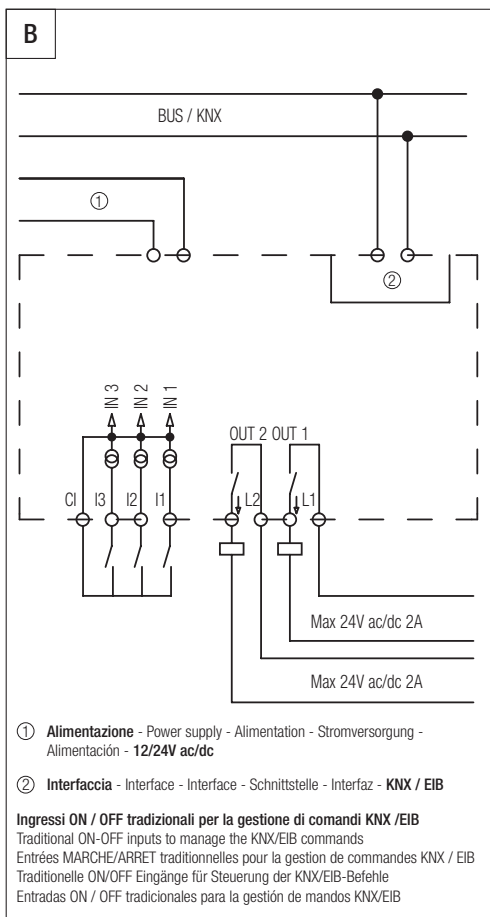 B
BUS / KNX
①
②
IN 3 IN 2 IN 1
OUT 2 OUT 1
CI I3 I2 I1 L2 L1
Max 24V ac/dc 2A
Max 24V ac/dc 2A
① Alimentazione - Power supply - Alimentation - Stromversorgung -
Alimentación - 12/24V ac/dc
② Interfaccia - Interface - Interface - Schnittstelle - Interfaz - KNX / EIB
Ingressi ON / OFF tradizionali per la gestione di comandi KNX /EIB
Traditional ON-OFF inputs to manage the KNX/EIB commands
Entrées MARCHE/ARRET traditionnelles pour la gestion de commandes KNX / EIB
Traditionelle ON/OFF Eingänge für Steuerung der KNX/EIB-Befehle
Entradas ON / OFF tradicionales para la gestión de mandos KNX/EIB